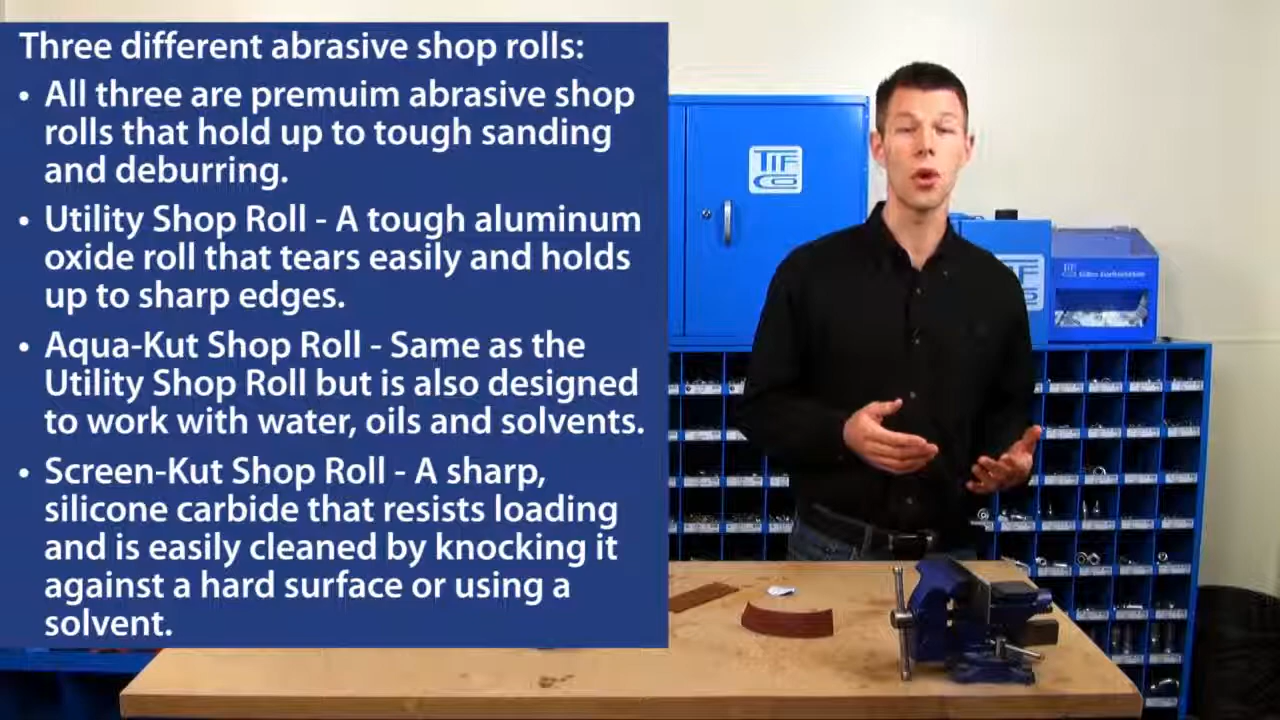 Three different abrasive shop rolls:
• All three are premuim abrasive shop
rolls that hold up to tough sanding
and deburring.
• Utility Shop Roll - A tough aluminum
oxide roll that tears easily and holds
up to sharp edges.
• Aqua-Kut Shop Roll - Same as the
Utility Shop Roll but is also designed
to work with water, oils and solvents.
• Screen-Kut Shop Roll - A sharp,
silicone carbide that resists loading
and is easily cleaned by knocking it
against a hard surface or using a
solvent.
TIF
CO